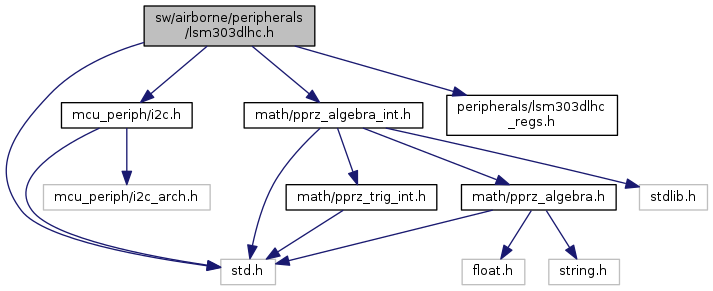 sw/airborne/peripherals
/lsm303dlhc.h
mcu_periph/i2c.h
math/pprz_algebra_int.h
peripherals/lsm303dlhc
_regs.h
mcu_periph/i2c_arch.h
math/pprz_trig_int.h
math/pprz_algebra.h
stdlib.h
std.h
float.h
string.h